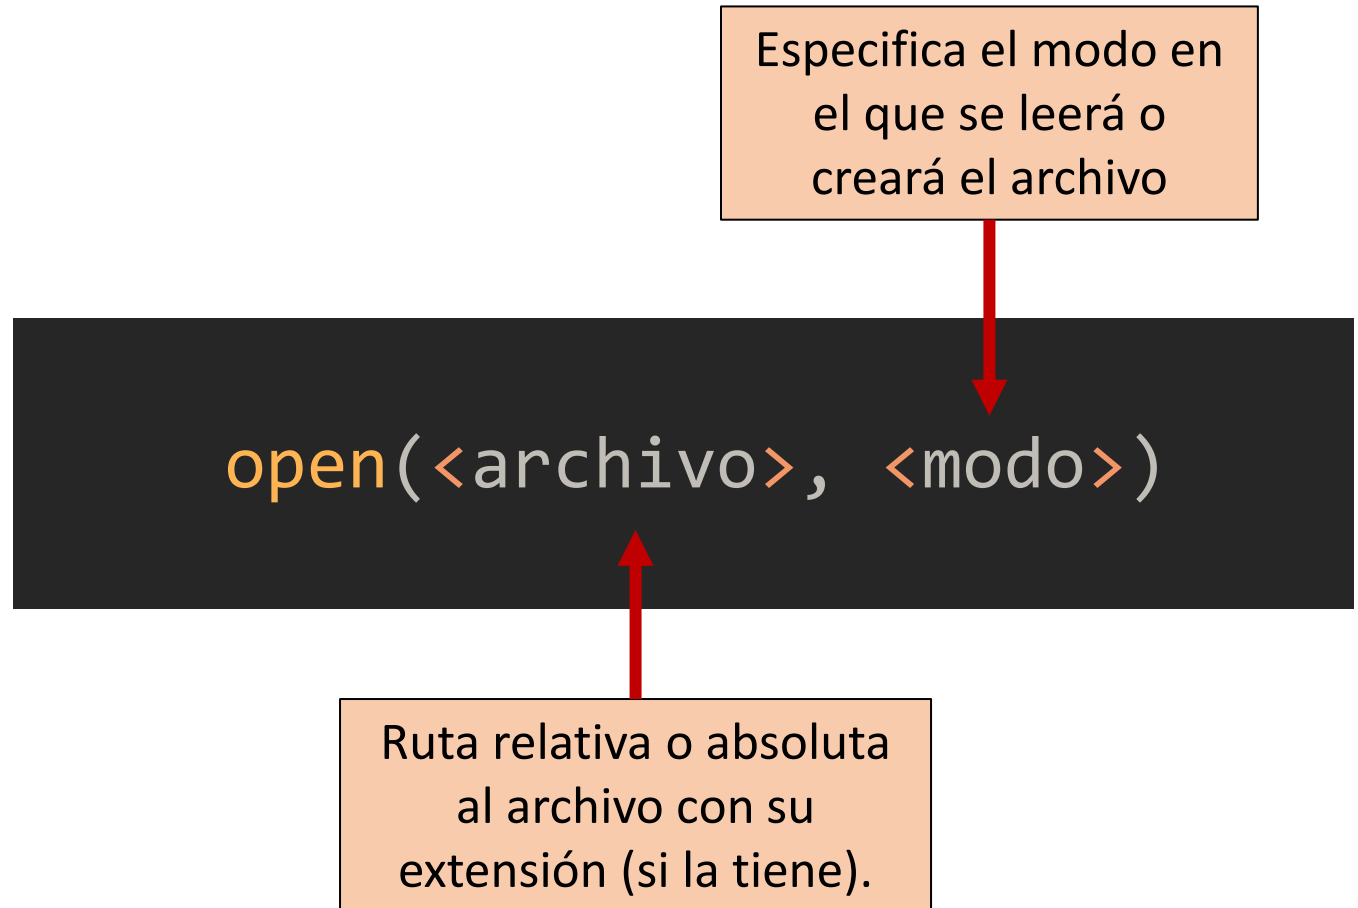 Especifica el modo en
el que se leerá o
creará el archivo
open(<archivo>, <modo>)
Ruta relativa o absoluta
al archivo con su
extensión (si la tiene).